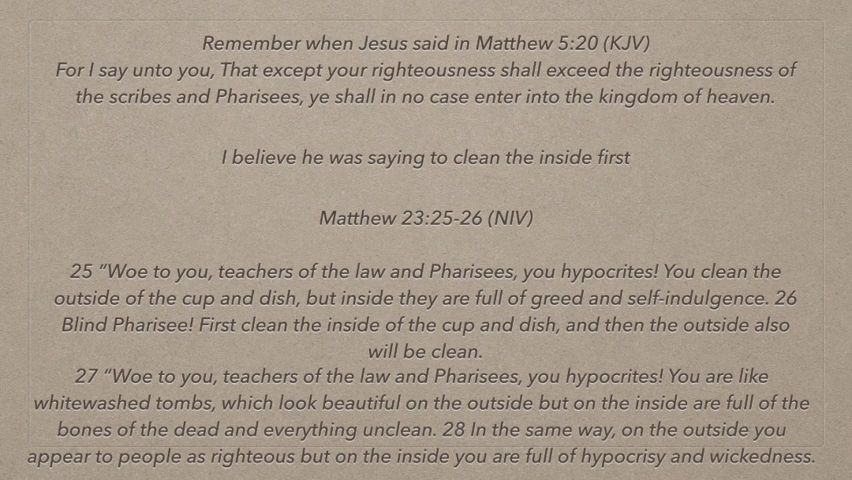 Remember when Jesus said in Matthew 5:20 (KJV)
For I say unto you, That except your righteousness shall exceed the righteousness of
the scribes and Pharisees, ye shall in no case enter into the kingdom of heaven.
I believe he was saying to clean the inside first
Matthew 23:25-26 (NIV)
25 “Woe to you, teachers of the law and Pharisees, you hypocrites! You clean the
outside of the cup and dish, but inside they are full of greed and self-indulgence. 26
Blind Pharisee! First clean the inside of the cup and dish, and then the outside also
will be clean.
27 “Woe to you, teachers of the law and Pharisees, you hypocrites! You are like
whitewashed tombs, which look beautiful on the outside but on the inside are full of the
bones of the dead and everything unclean. 28 In the same way, on the outside you
appear to people as righteous but on the inside you are full of hypocrisy and wickedness.